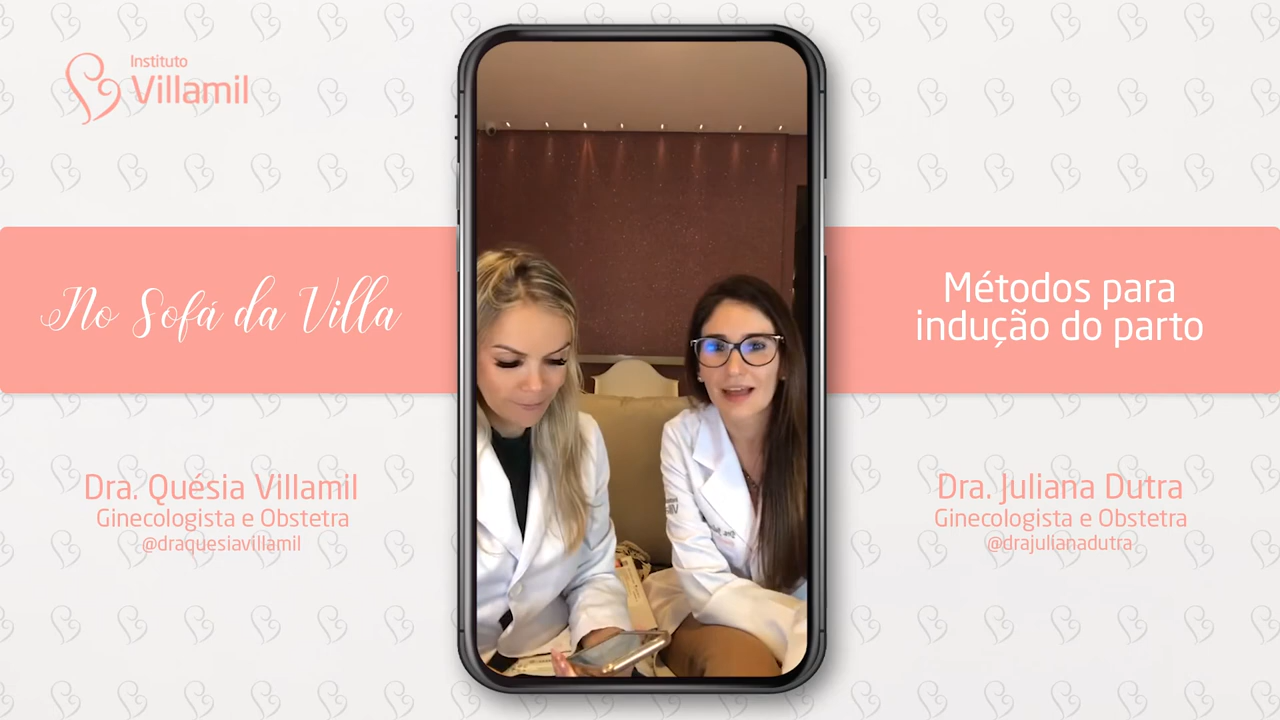 Instituto
Villamil
No Sofá da Villa
Métodos para
indução do parto
Dra. Quésia Villamil
Ginecologista e Obstetra
@draquesiavillamil
Dra. Juliana Dutra
Ginecologista e Obstetra
@drajulianadutra